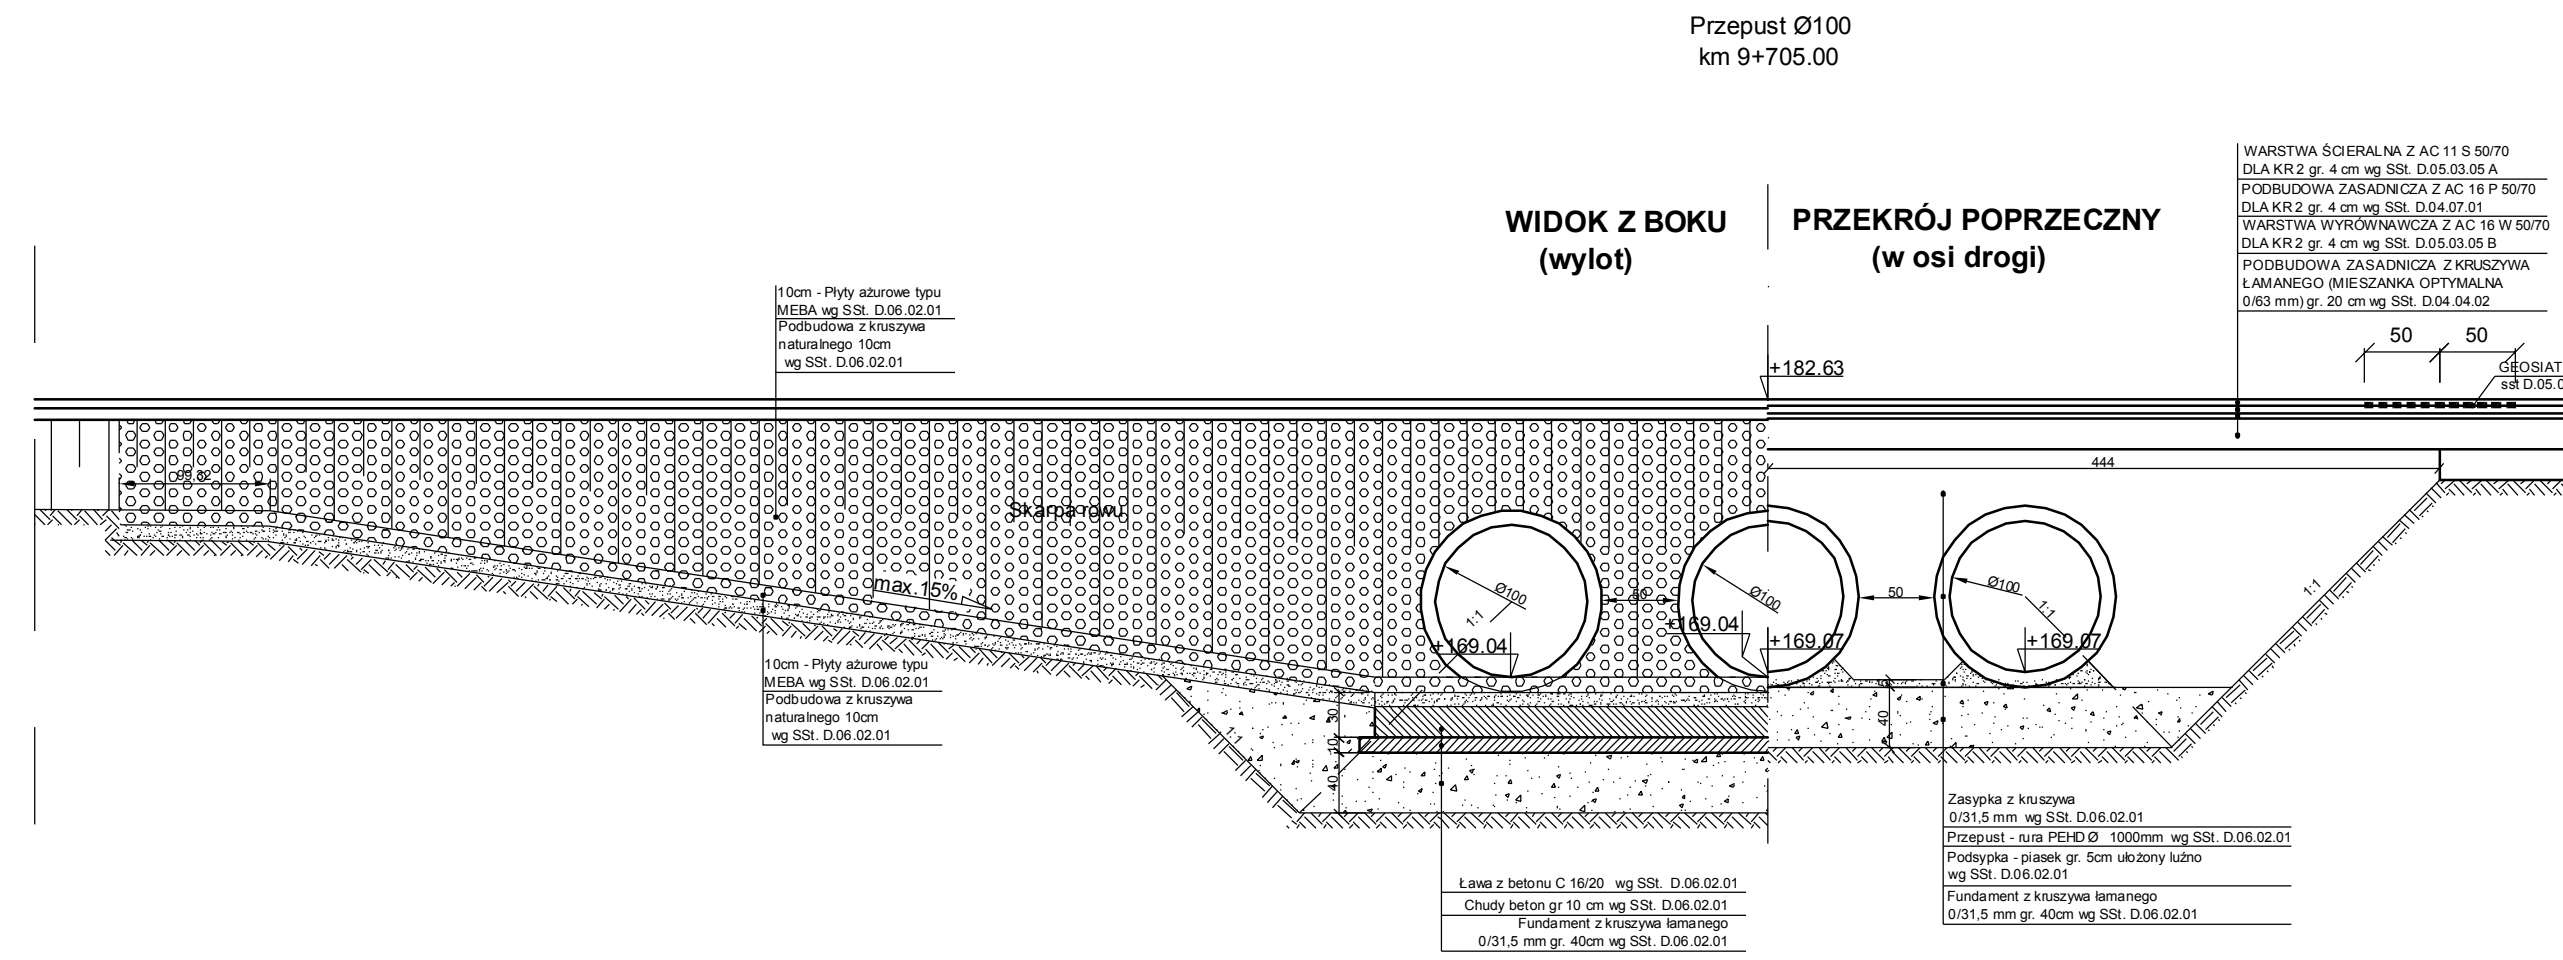 Przepust Ø100
km 9+705.00
WIDOK Z BOKU
(wylot)
PRZEKRÓJ POPRZECZNY
(w osi drogi)
WARSTWA ŚCIERALNA Z AC 11 S 50/70
DLA KR 2 gr. 4 cm wg SSt. D.05.03.05 A
PODBUDOWA ZASADNICZA Z AC 16 P 50/70
DLA KR 2 gr. 4 cm wg SSt. D.04.07.01
WARSTWA WYRÓWNAWCZA Z AC 16 W 50/70
DLA KR 2 gr. 4 cm wg SSt. D.05.03.05 B
PODBUDOWA ZASADNICZA Z KRUSZYWA
ŁAMANEGO (MIESZANKA OPTYMALNA
0/63 mm) gr. 20 cm wg SSt. D.04.04.02
50 50
GEOSIAT
sst D.05.0
10cm - Płyty ażurowe typu
MEBA wg SSt. D.06.02.01
Podbudowa z kruszywa
naturalnego 10cm
wg SSt. D.06.02.01
+182.63
444
99.32
Skarpa rowu
max.15%
Ø100
1:1
+169.04
50
Ø100
+169.04
+169.07
50
Ø100
1:1
+169.07
1:1
10cm - Płyty ażurowe typu
MEBA wg SSt. D.06.02.01
Podbudowa z kruszywa
naturalnego 10cm
wg SSt. D.06.02.01
1:1
30
10
40
5
40
Ława z betonu C 16/20 wg SSt. D.06.02.01
Chudy beton gr 10 cm wg SSt. D.06.02.01
Fundament z kruszywa łamanego
0/31,5 mm gr. 40cm wg SSt. D.06.02.01
Zasypka z kruszywa
0/31,5 mm wg SSt. D.06.02.01
Przepust - rura PEHD Ø 1000mm wg SSt. D.06.02.01
Podsypka - piasek gr. 5cm ułożony luźno
wg SSt. D.06.02.01
Fundament z kruszywa łamanego
0/31,5 mm gr. 40cm wg SSt. D.06.02.01